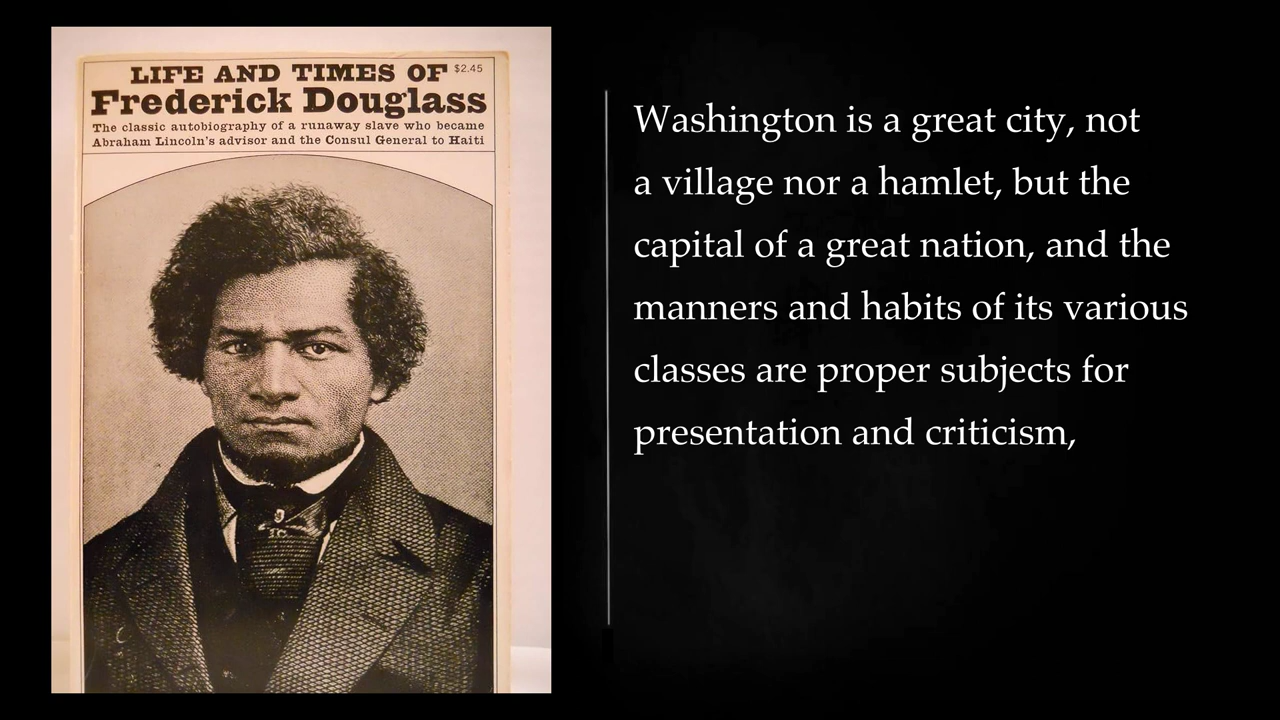 LIFE AND TIMES OF $2.45
Frederick Douglass
The classic autobiography of a runaway slave who became
Abraham Lincoln's advisor and the Consul General to Haiti
Washington is a great city, not
a village nor a hamlet, but the
capital of a great nation, and the
manners and habits of its various
classes are proper subjects for
presentation and criticism,